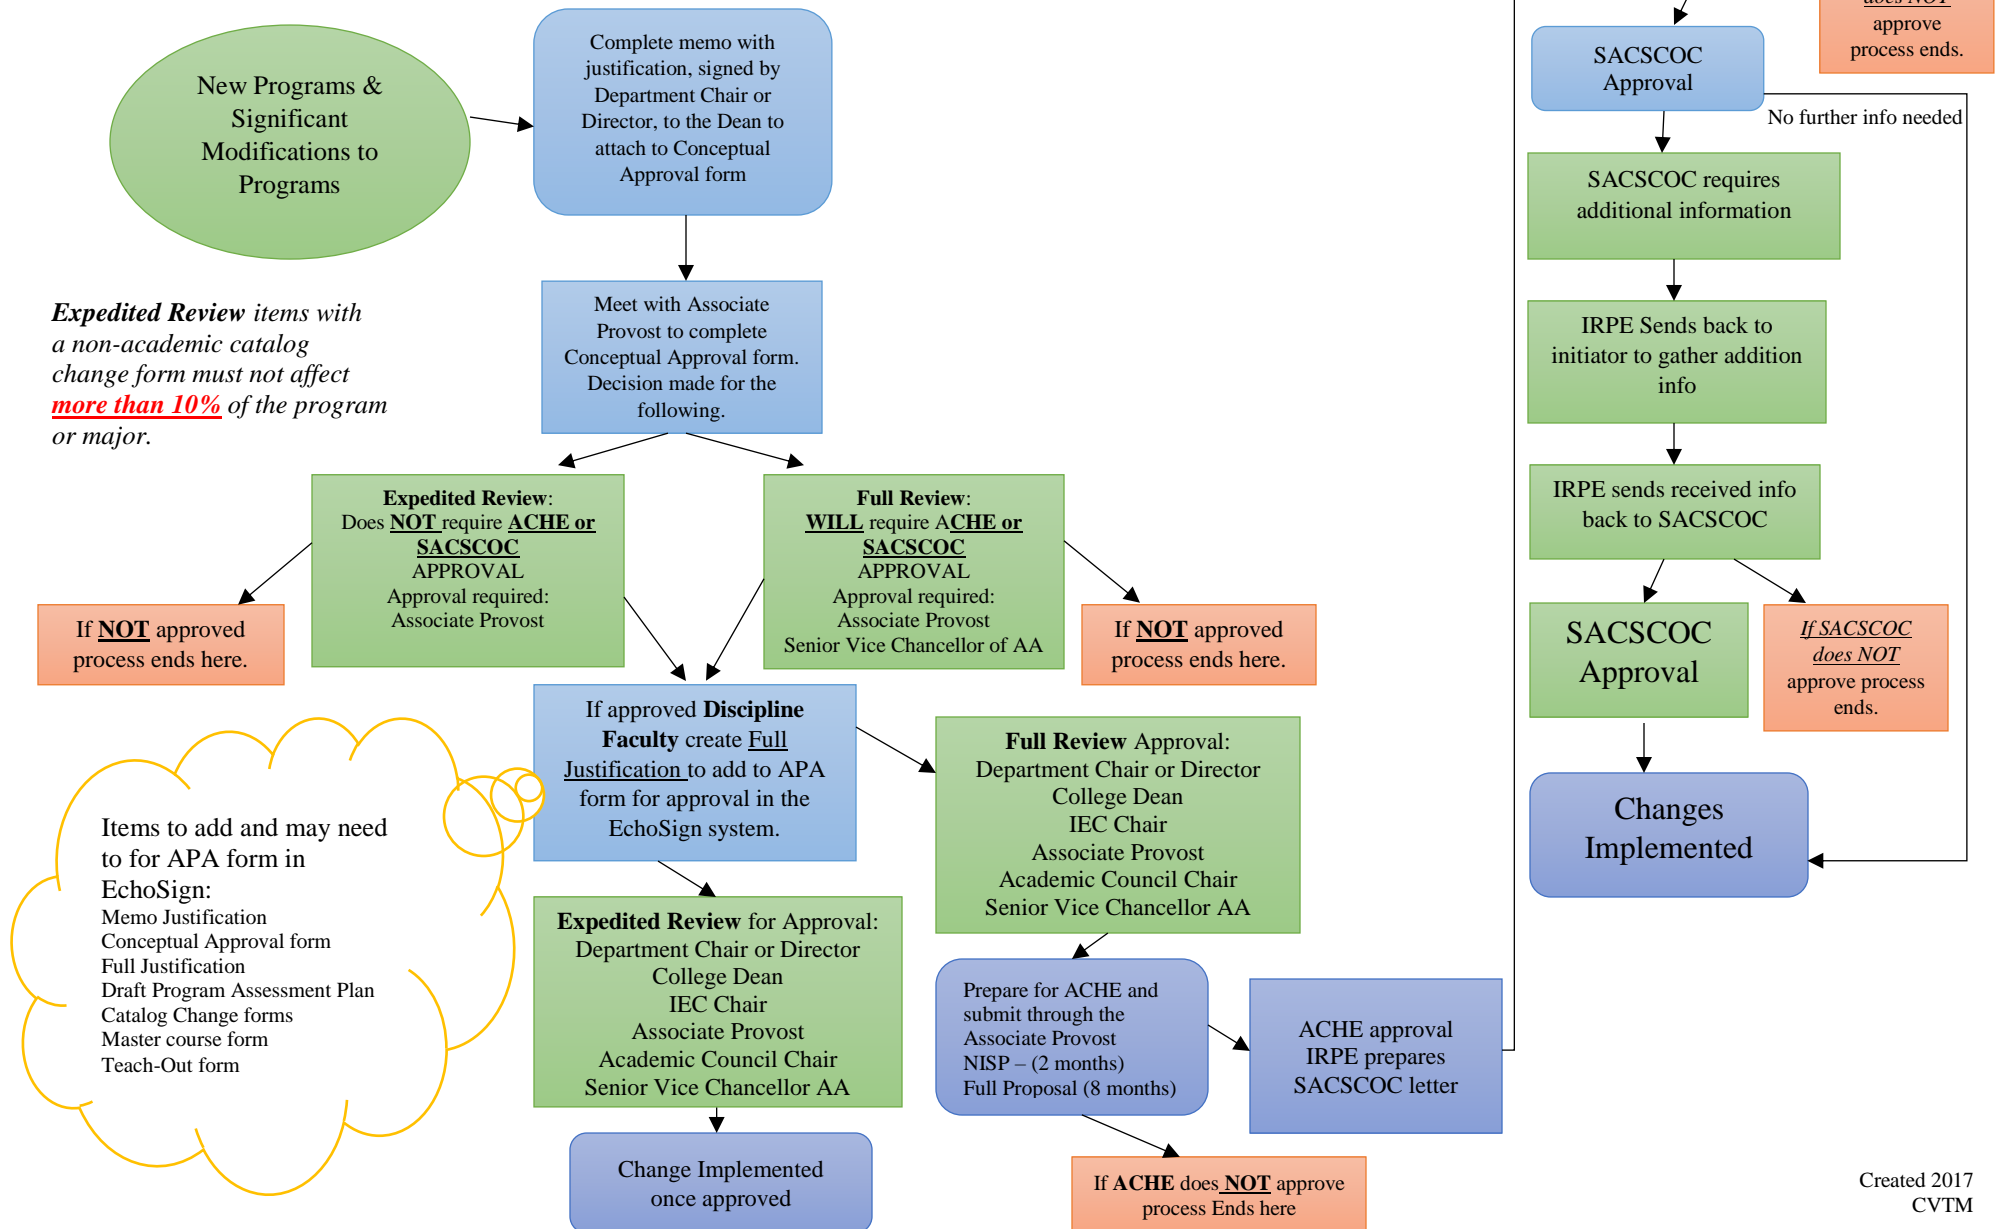 New Programs &
Significant
Modifications to
Programs
Complete memo with
justification, signed by
Department Chair or
Director, to the Dean to
attach to Conceptual
Approval form
Expedited Review items with
a non-academic catalog
change form must not affect
more than 10% of the program
or major.
Meet with Associate
Provost to complete
Conceptual Approval form.
Decision made for the
following.
Expedited Review:
Does NOT require ACHE or
SACSCOC
APPROVAL
Approval required:
Associate Provost
Full Review:
WILL require ACHE or
SACSCOC
APPROVAL
Approval required:
Associate Provost
Senior Vice Chancellor of AA
If NOT approved
process ends here.
If NOT approved
process ends here.
If approved Discipline
Faculty create Full
Justification to add to APA
form for approval in the
EchoSign system.
Items to add and may need
to for APA form in
EchoSign:
Memo Justification
Conceptual Approval form
Full Justification
Draft Program Assessment Plan
Catalog Change forms
Master course form
Teach-Out form
Expedited Review for Approval:
Department Chair or Director
College Dean
IEC Chair
Associate Provost
Academic Council Chair
Senior Vice Chancellor AA
Change Implemented
once approved
Full Review Approval:
Department Chair or Director
College Dean
IEC Chair
Associate Provost
Academic Council Chair
Senior Vice Chancellor AA
Prepare for ACHE and
submit through the
Associate Provost
NISP – (2 months)
Full Proposal (8 months)
If ACHE does NOT approve
process Ends here
ACHE approval
IRPE prepares
SACSCOC letter
does NOT
approve
process ends.
SACSCOC
Approval
No further info needed
SACSCOC requires
additional information
IRPE Sends back to
initiator to gather addition
info
IRPE sends received info
back to SACSCOC
SACSCOC
Approval
If SACSCOC
does NOT
approve process
ends.
Changes
Implemented
Created 2017
CVTM